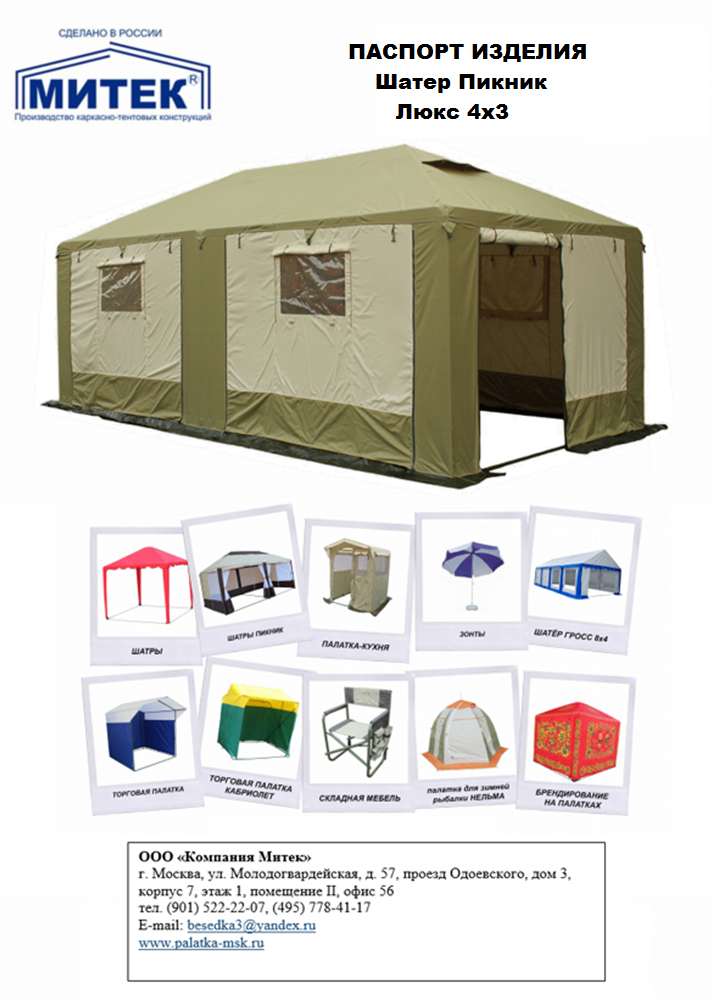 СДЕЛАНО В РОССИИ
МИТЕК®
Производство каркасно-тентовых конструкций
ПАСПОРТ ИЗДЕЛИЯ
Шатер Пикник
Люкс 4х3
ШАТРЫ
ШАТРЫ ПИКНИК
ПАЛАТКА-КУХНЯ
ЗОНТЫ
ШАТЁР ГРОСС 8х4
ТОРГОВАЯ ПАЛАТКА
ТОРГОВАЯ ПАЛАТКА
КАБРИОЛЕТ
СКЛАДНАЯ МЕБЕЛЬ
палатка для зимней
рыбалки НЕЛЬМА
БРЕНДИРОВАНИЕ
НА ПАЛАТКАХ
ООО «Компания Митек»
г. Москва, ул. Молодогвардейская, д. 57, проезд Одоевского, дом 3,
корпус 7, этаж 1, помещение II, офис 56
тел. (901) 522-22-07, (495) 778-41-17
E-mail: besedka3@yandex.ru
www.palatka-msk.ru